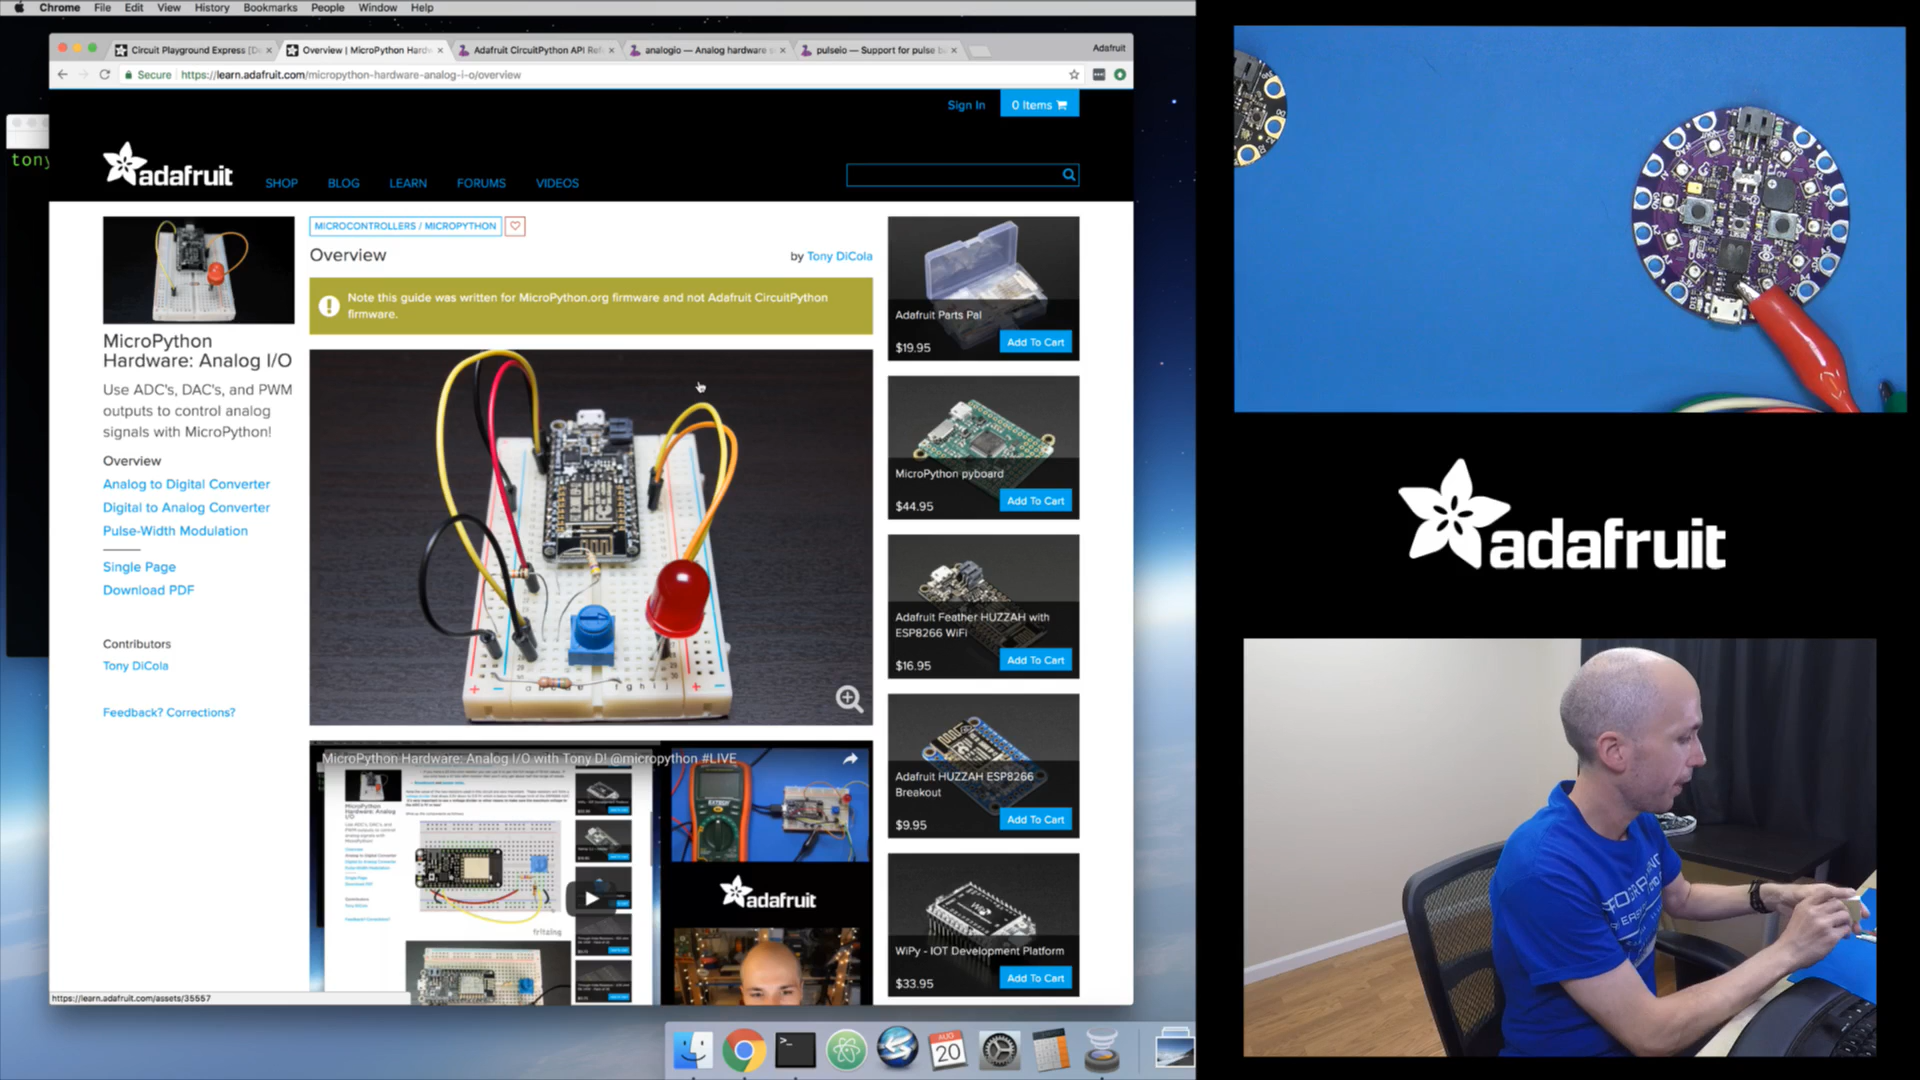 Chrome File Edit View History Bookmarks People Window Help
Circuit Playground Express [D
Overview | MicroPython Hardw
Adafruit CircuitPython API Ref
analogio — Analog hardware s
pulseio — Support for pulse b
Adafruit
Secure https://learn.adafruit.com/micropython-hardware-analog-i-o/overview
tony
Sign In
0 Items
adafruit
SHOP BLOG LEARN FORUMS VIDEOS
MicroPython
Hardware: Analog I/O
Use ADC's, DAC's, and PWM
outputs to control analog
signals with MicroPython!
Overview
Analog to Digital Converter
Digital to Analog Converter
Pulse-Width Modulation
Single Page
Download PDF
Contributors
Tony DiCola
Feedback? Corrections?
MICROCONTROLLERS / MICROPYTHON
Overview
by Tony DiCola
Note this guide was written for MicroPython.org firmware and not Adafruit CircuitPython
firmware.
MicroPython Hardware: Analog I/O with Tony D! @micropython #LIVE
fritzing
adafruit
Adafruit Parts Pal
$19.95
Add To Cart
MicroPython pyboard
$44.95
Add To Cart
Adafruit Feather HUZZAH with
ESP8266 WiFi
$16.95
Add To Cart
Adafruit HUZZAH ESP8266
Breakout
$9.95
Add To Cart
WiPy - IOT Development Platform
$33.95
Add To Cart
https://learn.adafruit.com/assets/35557
AUG
20
adafruit